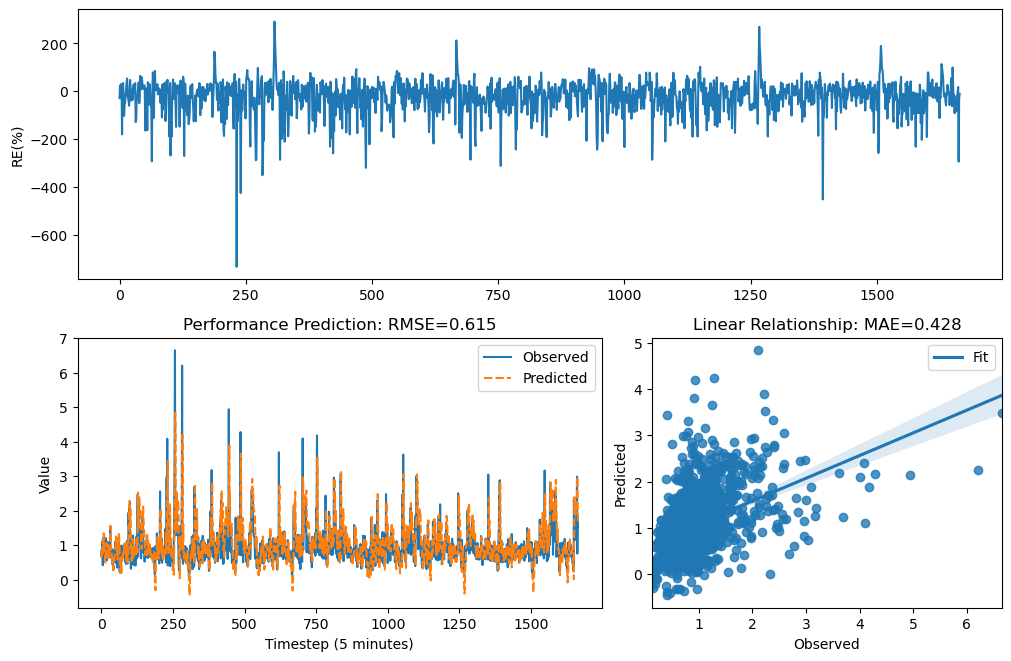 RE(%)
200
0
−200
−400
−600
0 250 500 750 1000 1250 1500
Performance Prediction: RMSE=0.615
Value
7
6
5
4
3
2
1
0
Observed
Predicted
0 250 500 750 1000 1250 1500
Timestep (5 minutes)
Linear Relationship: MAE=0.428
Predicted
5
4
3
2
1
0
Fit
1 2 3 4 5 6
Observed